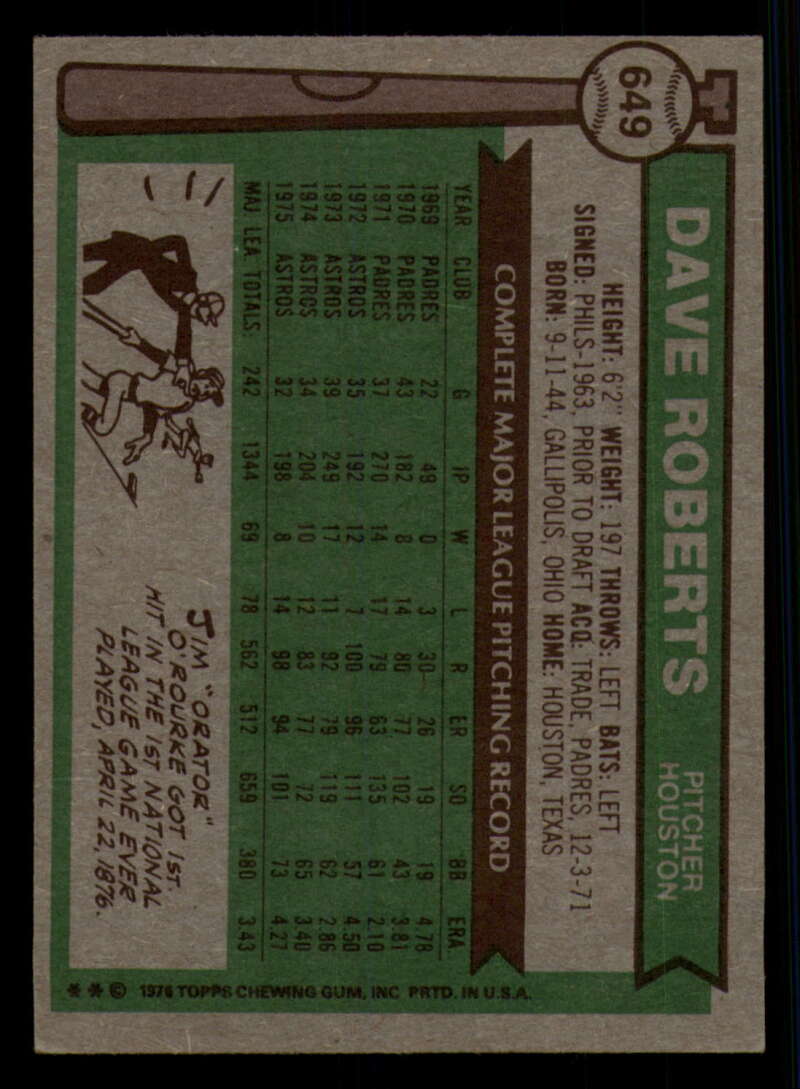 649
DAVE ROBERTS
PITCHER
HOUSTON
HEIGHT: 6'2" WEIGHT: 197 THROWS: LEFT BATS: LEFT
SIGNED: PHILS-1963, PRIOR TO DRAFT ACQ: TRADE, PADRES, 12-3-71
BORN: 9-11-44, GALLIPOLIS, OHIO HOME: HOUSTON, TEXAS
COMPLETE MAJOR LEAGUE PITCHING RECORD
YEAR CLUB G IP W L R ER SO BB ERA
1969 PADRES 22 49 0 3 30 26 19 19 4.78
1970 PADRES 43 182 8 14 80 77 102 43 3.81
1971 PADRES 37 270 14 17 79 63 135 61 2.10
1972 ASTROS 35 192 12 7 100 96 111 57 4.50
1973 ASTROS 39 249 17 11 92 79 119 62 2.86
1974 ASTROS 34 204 10 12 83 77 72 65 3.40
1975 ASTROS 32 198 8 14 98 94 101 73 4.27
MAJ. LEA. TOTALS: 242 1344 69 78 562 512 659 380 3.43
JIM "ORATOR"
O'ROURKE GOT 1ST
HIT IN THE 1ST NATIONAL
LEAGUE GAME EVER
PLAYED, APRIL 22, 1876.
* * © 1976 TOPPS CHEWING GUM, INC PRTD. IN U.S.A.